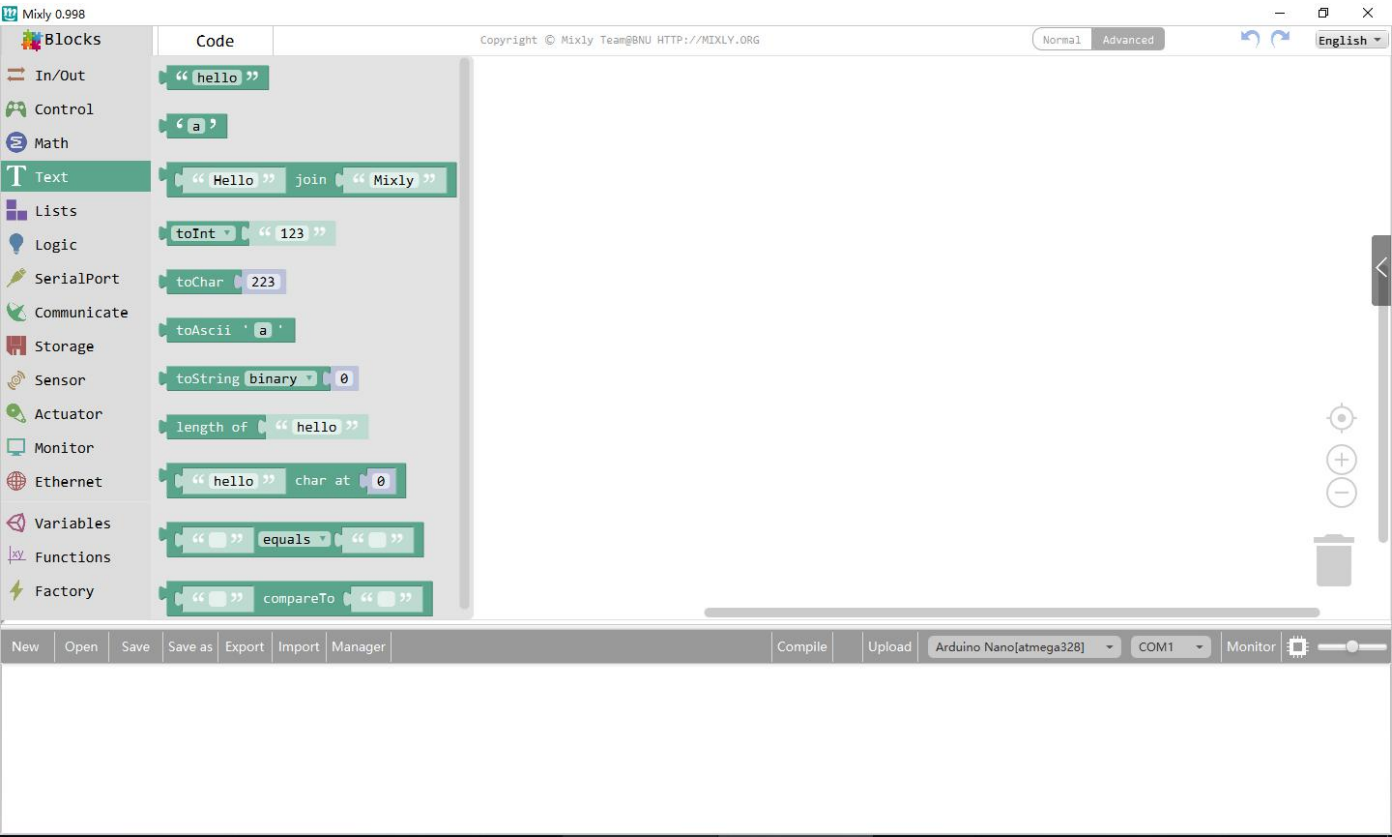 Mixly 0.998
Blocks
Code
Copyright © Mixly Team@BNU HTTP://MIXLY.ORG
Normal Advanced
English
In/Out
Control
Math
Text
Lists
Logic
SerialPort
Communicate
Storage
Sensor
Actuator
Monitor
Ethernet
Variables
Functions
Factory
“ hello ”
‘ a ’
“ Hello ” join “ Mixly ”
toInt “ 123 ”
toChar 223
toAscii ' a '
toString binary 0
length of “ hello ”
“ hello ” char at 0
“ ” equals “ ”
“ ” compareTo “ ”
New Open Save Save as Export Import Manager Compile Upload Arduino Nano[atmega328] COM1 Monitor